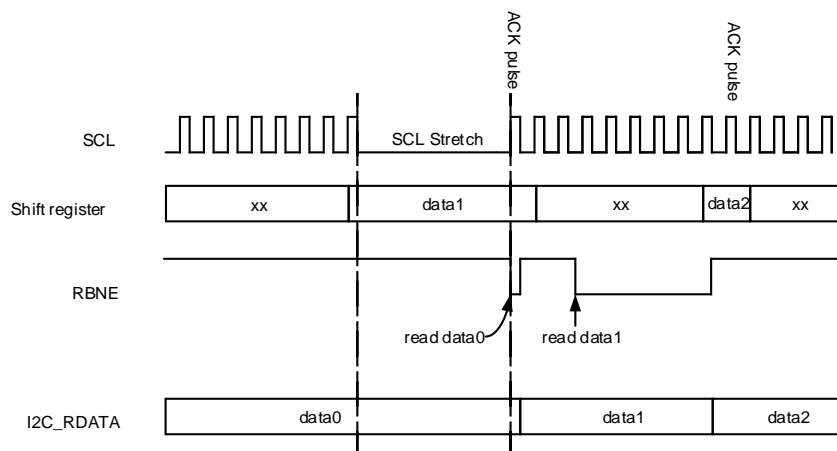 ACK pulse
ACK pulse
SCL
SCL Stretch
Shift register
xx
data1
xx
data2
xx
RBNE
read data0
read data1
I2C_RDATA
data0
data1
data2